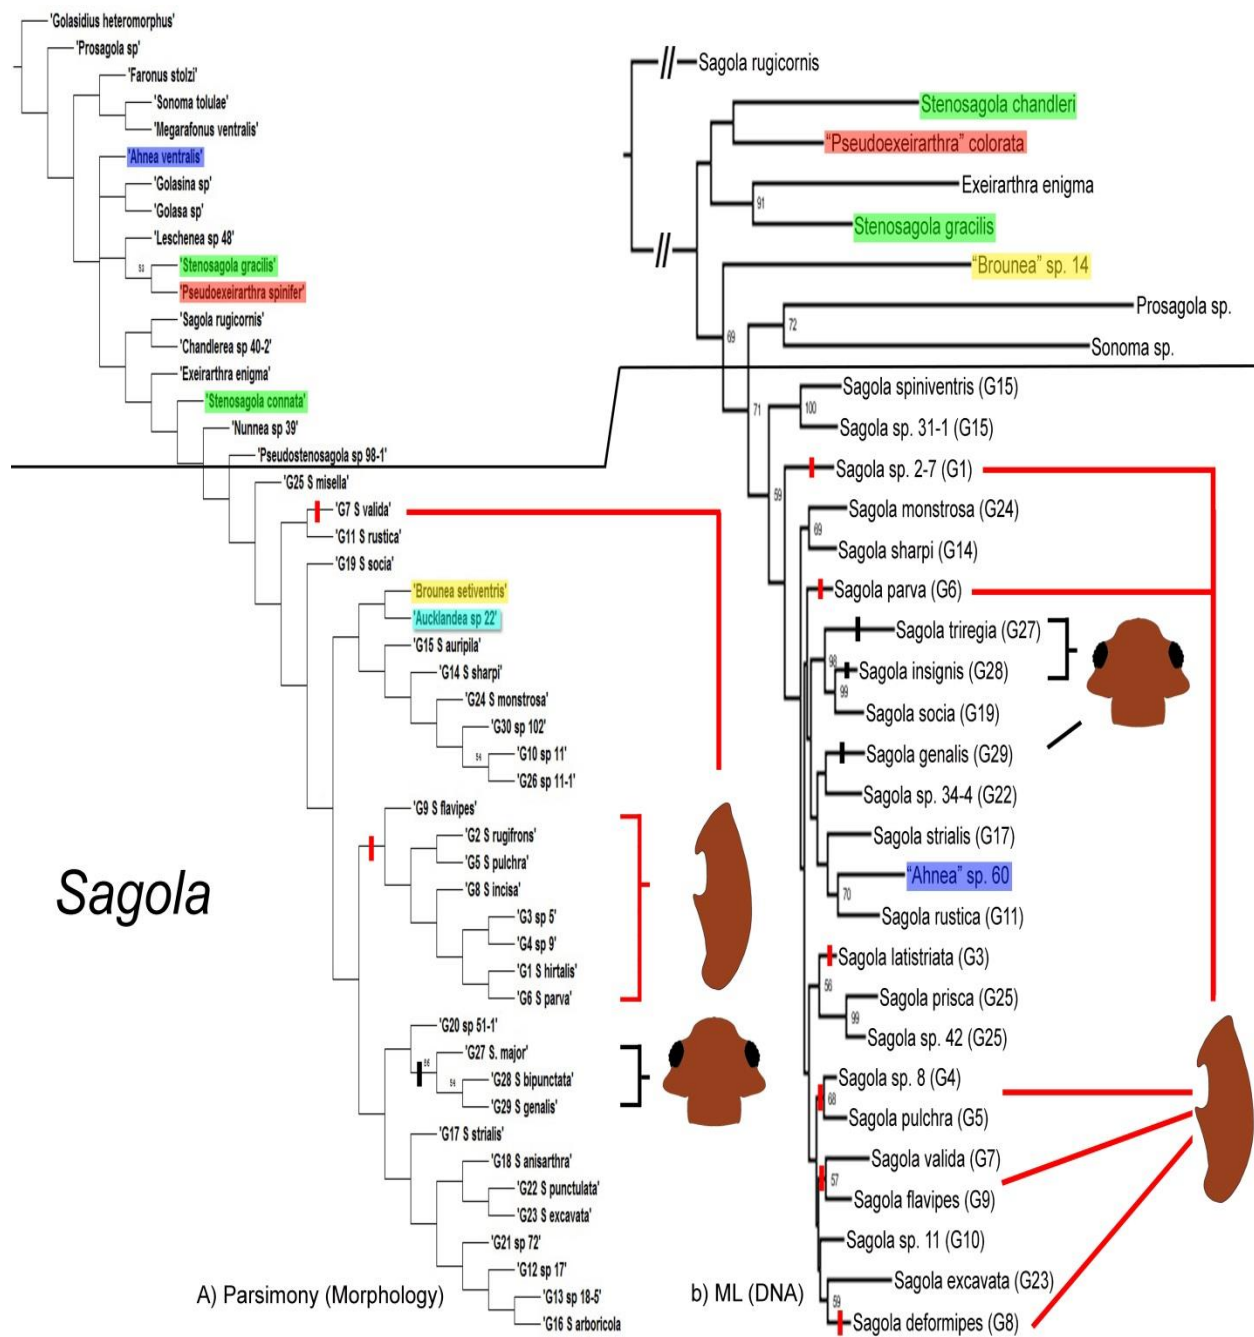 'Golasidius heteromorphus'
'Prosagola sp'
'Faronus stolzi'
'Sonoma tolulae'
'Megarafonus ventralis'
'Ahnea ventralis'
'Golasina sp'
'Golasa sp'
'Leschenea sp 48'
53
'Stenosagola gracilis'
'Pseudoexeirarthra spinifer'
'Sagola rugicornis'
'Chandlerea sp 40-2'
'Exeirarthra enigma'
'Stenosagola connata'
'Nunnea sp 39'
'Pseudostenosagola sp 98-1'
'G25 S misella'
'G7 S valida'
'G11 S rustica'
'G19 S socia'
'Brounea setiventris'
'Aucklandea sp 22'
'G15 S auripila'
'G14 S sharpi'
'G24 S monstrosa'
'G30 sp 102'
54
'G10 sp 11'
'G26 sp 11-1'
'G9 S flavipes'
'G2 S rugifrons'
'G5 S pulchra'
'G8 S incisa'
'G3 sp 5'
'G4 sp 9'
'G1 S hirtalis'
'G6 S parva'
'G20 sp 51-1'
86
'G27 S. major'
54
'G28 S bipunctata'
'G29 S genalis'
'G17 S strialis'
'G18 anisarthra'
'G22 S punctulata'
'G23 S excavata'
'G21 sp 72'
'G12 sp 17'
'G13 sp 18-5'
'G16 S arboricola
Sagola
A) Parsimony (Morphology)
Sagola rugicornis
Stenosagola chandleri
"Pseudoexeirarthra" colorata
Exeirarthra enigma
91
Stenosagola gracilis
"Brounea" sp. 14
Prosagola sp.
72
69
Sonoma sp.
Sagola spiniventris (G15)
71
100
Sagola sp. 31-1 (G15)
Sagola sp. 2-7 (G1)
59
Sagola monstrosa (G24)
69
Sagola sharpi (G14)
Sagola parva (G6)
Sagola triregia (G27)
98
Sagola insignis (G28)
99
Sagola socia (G19)
Sagola genalis (G29)
Sagola sp. 34-4 (G22)
Sagola strialis (G17)
"Ahnea" sp. 60
70
Sagola rustica (G11)
Sagola latistriata (G3)
56
Sagola prisca (G25)
99
Sagola sp. 42 (G25)
Sagola sp. 8 (G4)
68
Sagola pulchra (G5)
Sagola valida (G7)
57
Sagola flavipes (G9)
Sagola sp. 11 (G10)
Sagola excavata (G23)
59
Sagola deformipes (G8)
b) ML (DNA)